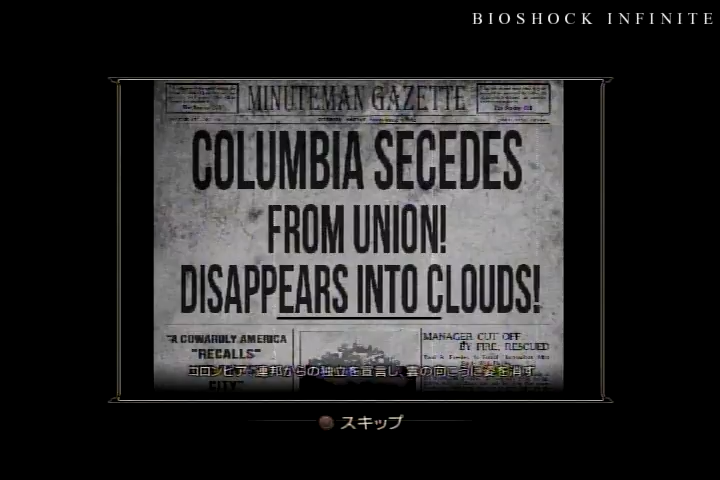 BIOSHOCK INFINITE
MINUTEMAN GAZETTE
COLUMBIA SECEDES
FROM UNION!
DISAPPEARS INTO CLOUDS!
"A COWARDLY AMERICA
"RECALLS"
CITY"
MANAGER CUT OFF
BY FIRE, RESCUED
コロンビア 連邦からの独立を宣言し、雲の向こうに姿を消す
スキップ